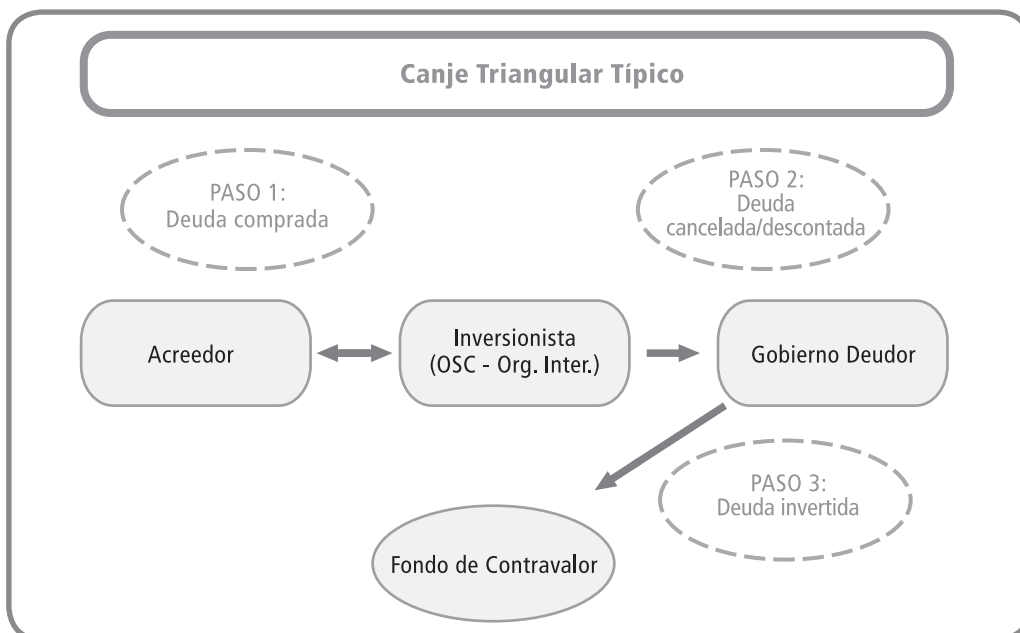 Canje Triangular Típico
PASO 1:
Deuda comprada
PASO 2:
Deuda
cancelada/descontada
Acreedor
Inversionista
(OSC - Org. Inter.)
Gobierno Deudor
PASO 3:
Deuda invertida
Fondo de Contravalor